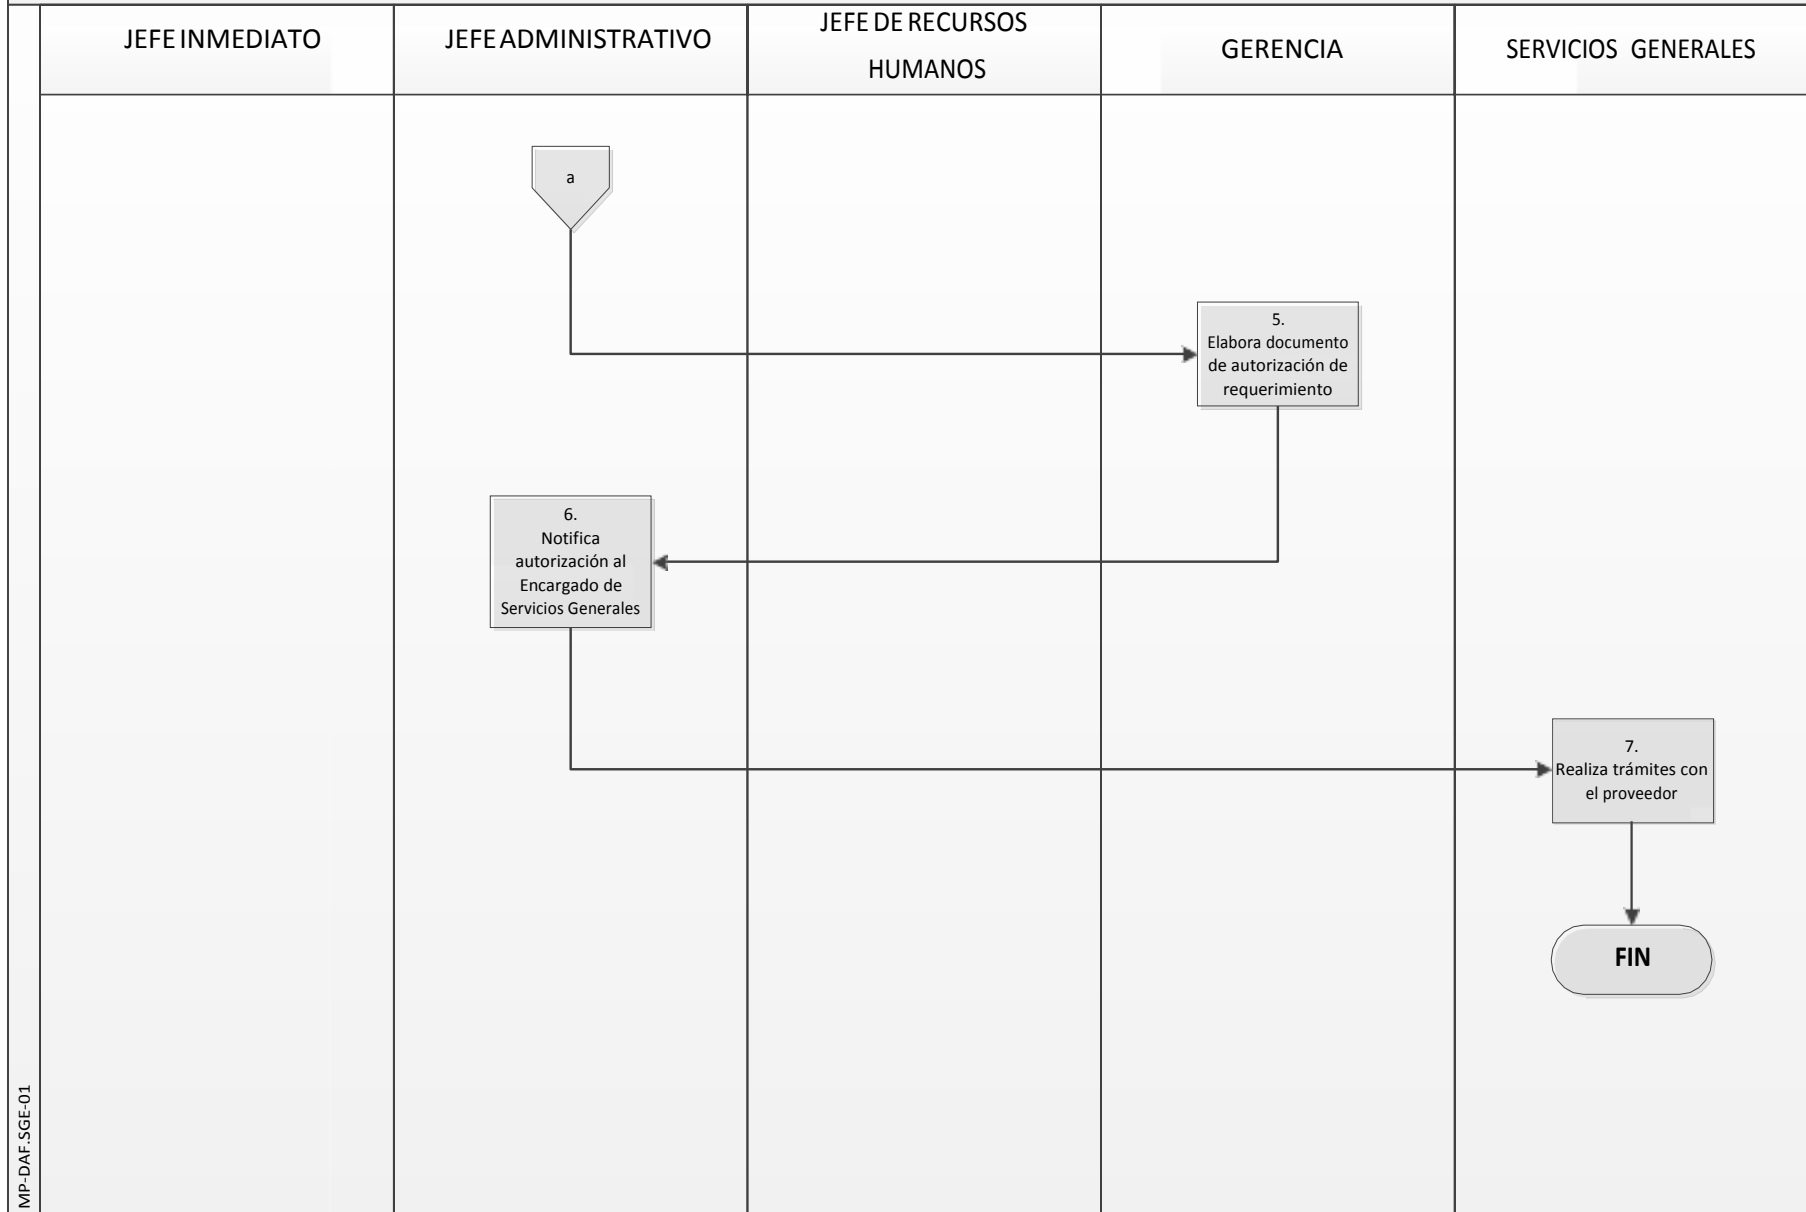 JEFE INMEDIATO
JEFE ADMINISTRATIVO
JEFE DE RECURSOS
HUMANOS
GERENCIA
SERVICIOS GENERALES
a
5.
Elabora documento
de autorización de
requerimiento
6.
Notifica
autorización al
Encargado de
Servicios Generales
7.
Realiza trámites con
el proveedor
FIN
MP-DAF.SGE-01